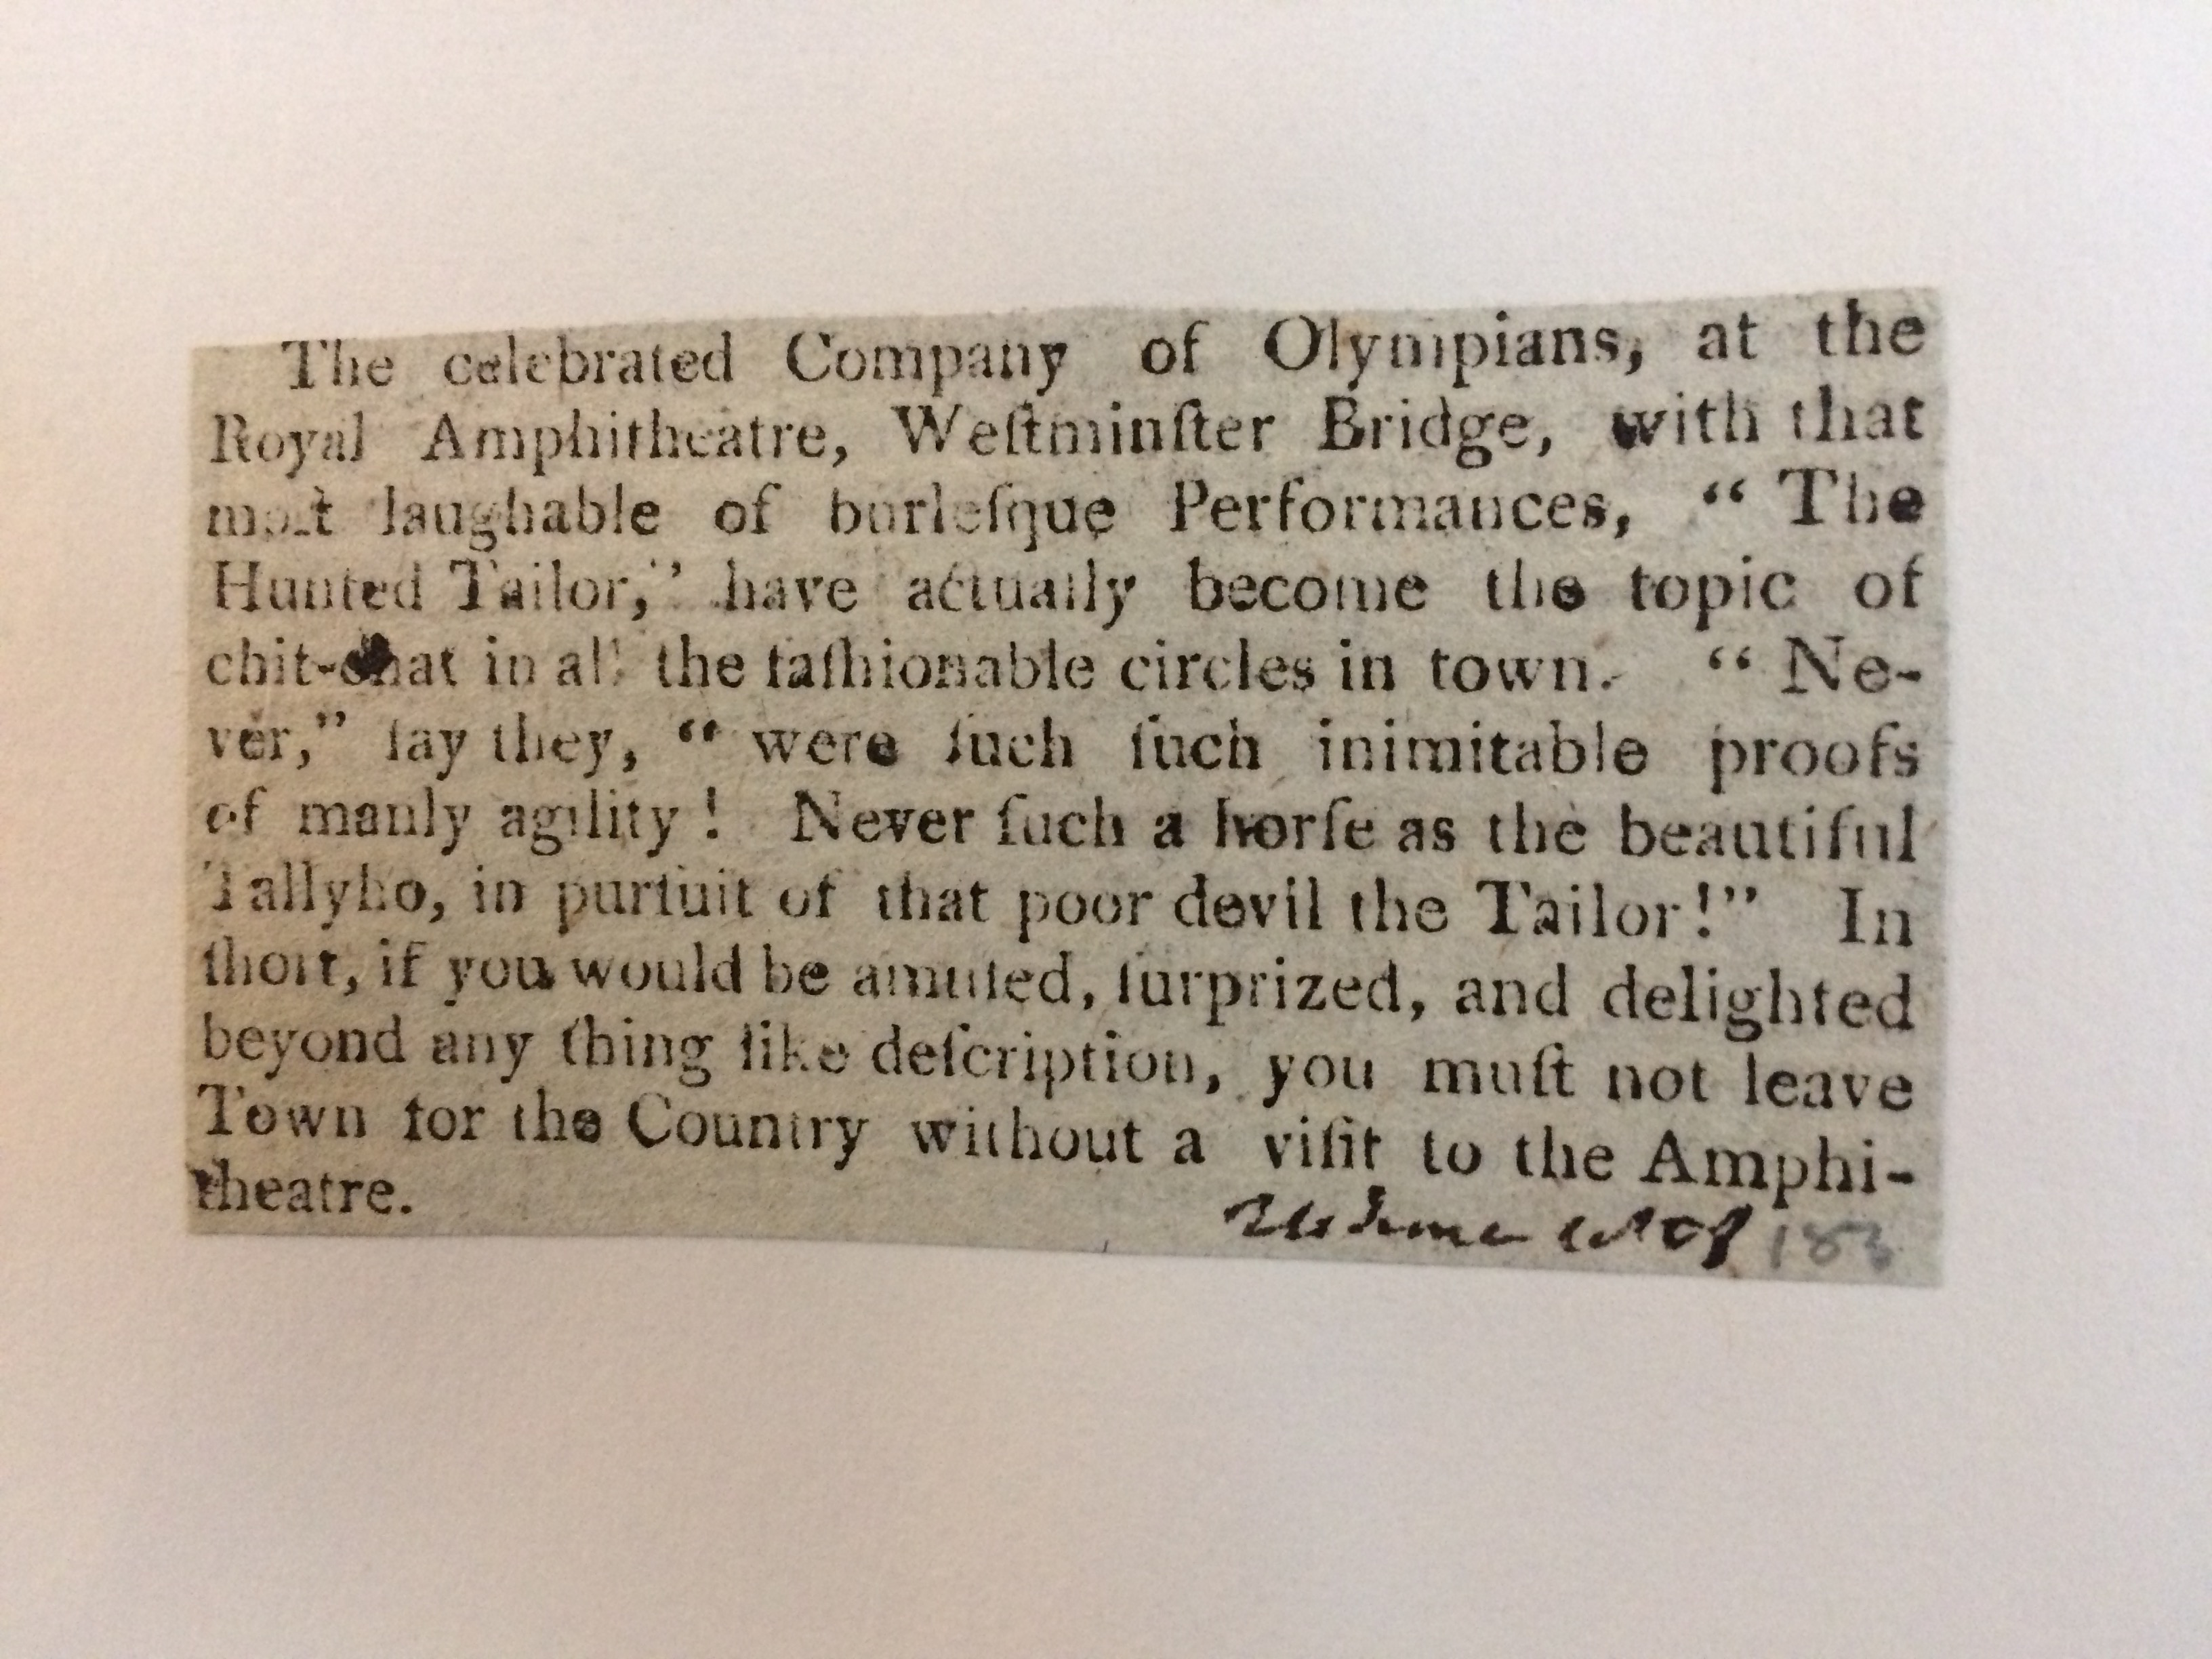 The celebrated Company of Olympians, at the
Royal Amphitheatre, Weſtminſter Bridge, with that
moſt laughable of burleſque Performances, “ The
Hunted Tailor,” have actually become the topic of
chit-chat in all the faſhionable circles in town. “ Ne-
ver,” ſay they, “ were ſuch ſuch inimitable proofs
of manly agility ! Never ſuch a horſe as the beautiful
Tallyho, in purſuit of that poor devil the Tailor!” In
ſhort, if you would be amuſed, ſurprized, and delighted
beyond any thing like deſcription, you muſt not leave
Town for the Country without a viſit to the Amphi-
theatre.